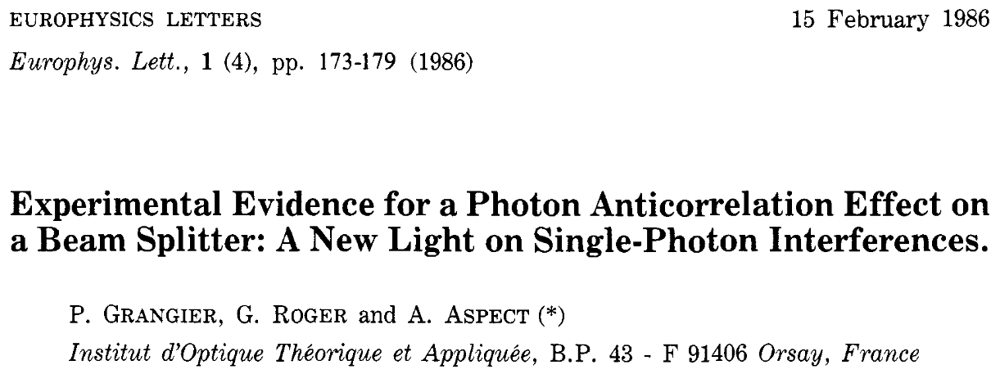 EUROPHYSICS LETTERS 15 February 1986
Europhys. Lett., 1 (4), pp. 173-179 (1986)
Experimental Evidence for a Photon Anticorrelation Effect on
a Beam Splitter: A New Light on Single-Photon Interferences.
P. GRANGIER, G. ROGER and A. ASPECT (*)
Institut d'Optique Théorique et Appliquée, B.P. 43 - F 91406 Orsay, France